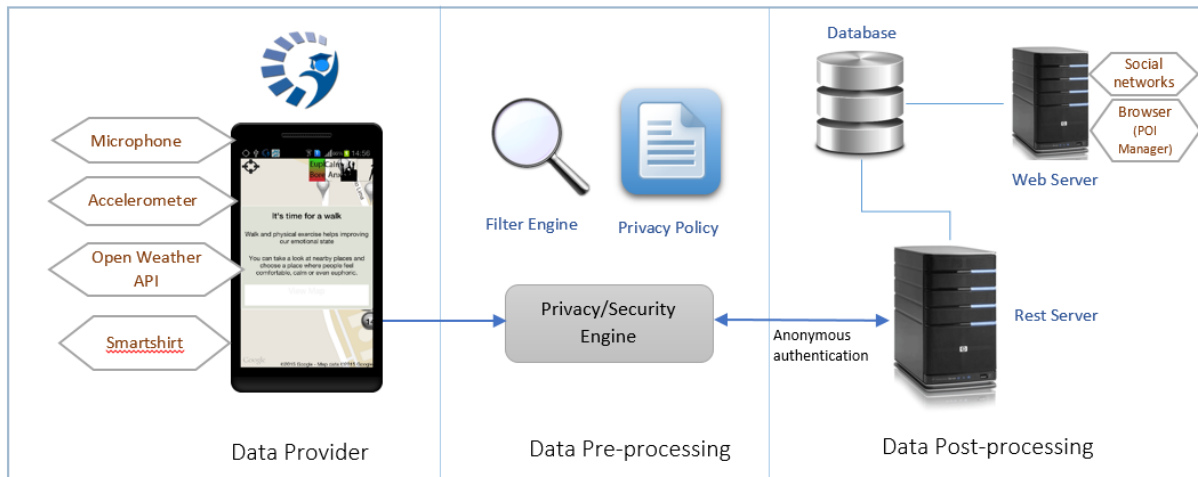 Microphone
Accelerometer
Open Weather
API
Smartshirt
14:56
It's time for a walk
Walk and physical exercise helps improving
our emotional state
You can take a look at nearby places and
choose a place where people feel
comfortable, calm or even euphoric.
Google
Data Provider
Filter Engine
Privacy Policy
Privacy/Security
Engine
Data Pre-processing
Anonymous
authentication
Database
Social
networks
Browser
(POI
Manager)
Web Server
Rest Server
Data Post-processing